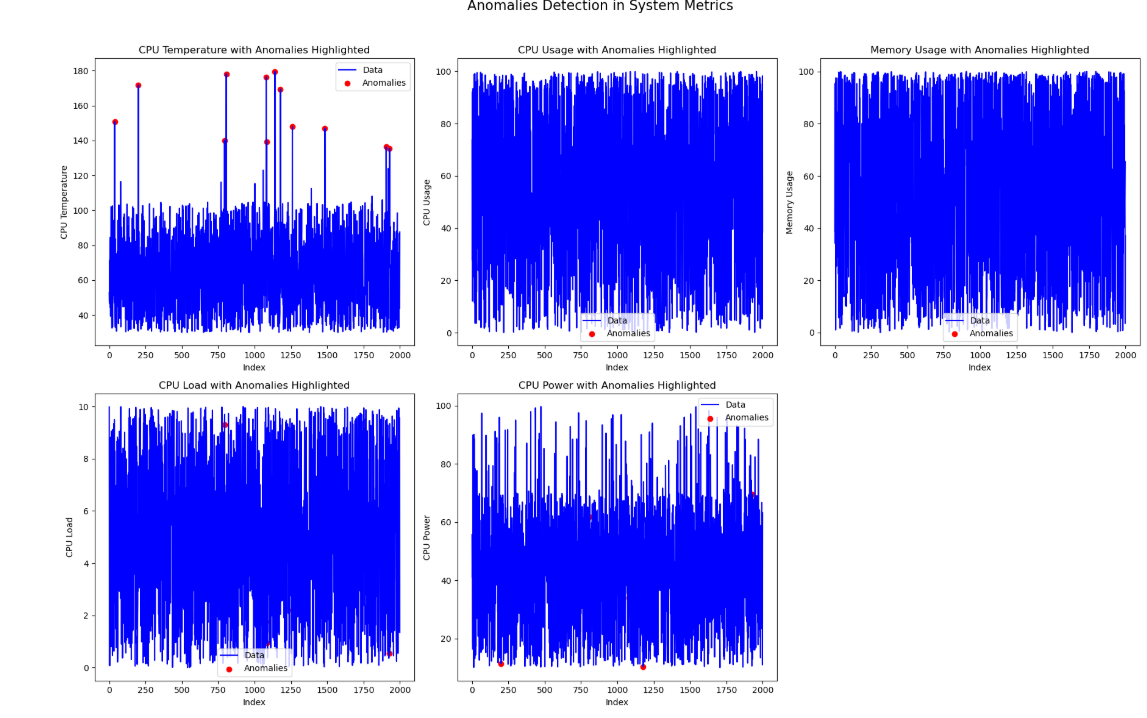 Anomalies Detection in System Metrics
CPU Temperature with Anomalies Highlighted
180
160
140
120
100
80
60
40
CPU Temperature
0 250 500 750 1000 1250 1500 1750 2000
Index
Data
Anomalies
CPU Usage with Anomalies Highlighted
100
80
60
40
20
0
CPU Usage
0 250 500 750 1000 1250 1500 1750 2000
Index
Data
Anomalies
Memory Usage with Anomalies Highlighted
100
80
60
40
20
0
Memory Usage
0 250 500 750 1000 1250 1500 1750 2000
Index
Data
Anomalies
CPU Load with Anomalies Highlighted
10
8
6
4
2
0
CPU Load
0 250 500 750 1000 1250 1500 1750 2000
Index
Data
Anomalies
CPU Power with Anomalies Highlighted
100
80
60
40
20
CPU Power
0 250 500 750 1000 1250 1500 1750 2000
Index
Data
Anomalies